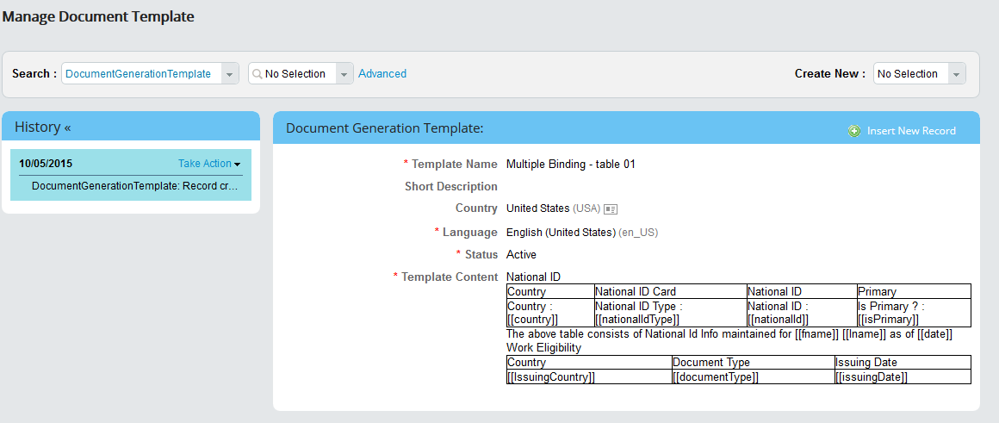 Manage Document Template
Search : DocumentGenerationTemplate No Selection Advanced Create New : No Selection
History «
10/05/2015 Take Action
DocumentGenerationTemplate: Record cr...
Document Generation Template: Insert New Record
* Template Name Multiple Binding - table 01
Short Description
Country United States (USA)
* Language English (United States) (en_US)
* Status Active
* Template Content National ID
Country National ID Card National ID Primary
Country : National ID Type : National ID : Is Primary ? :
[[country]] [[nationalIdType]] [[nationalId]] [[isPrimary]]
The above table consists of National Id Info maintained for [[fname]] [[lname]] as of [[date]]
Work Eligibility
Country Document Type Issuing Date
[[IssuingCountry]] [[documentType]] [[issuingDate]]